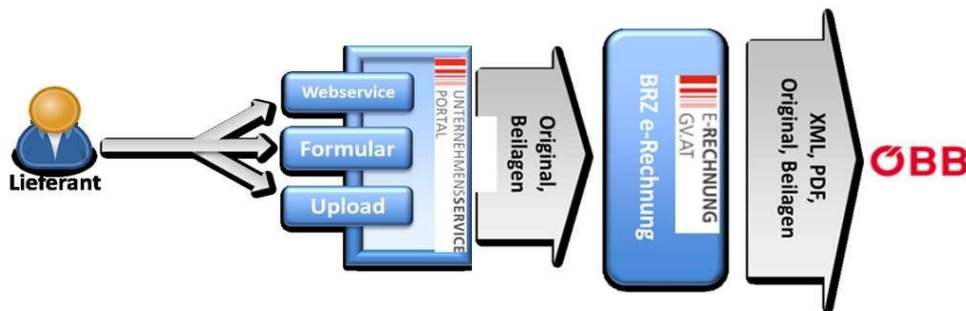 Lieferant
Webservice
Formular
Upload
UNTERNEHMENSSERVICE
PORTAL
Original,
Beilagen
BRZ e-Rechnung
E-RECHNUNG
GV.AT
XML, PDF,
Original, Beilagen
ÖBB